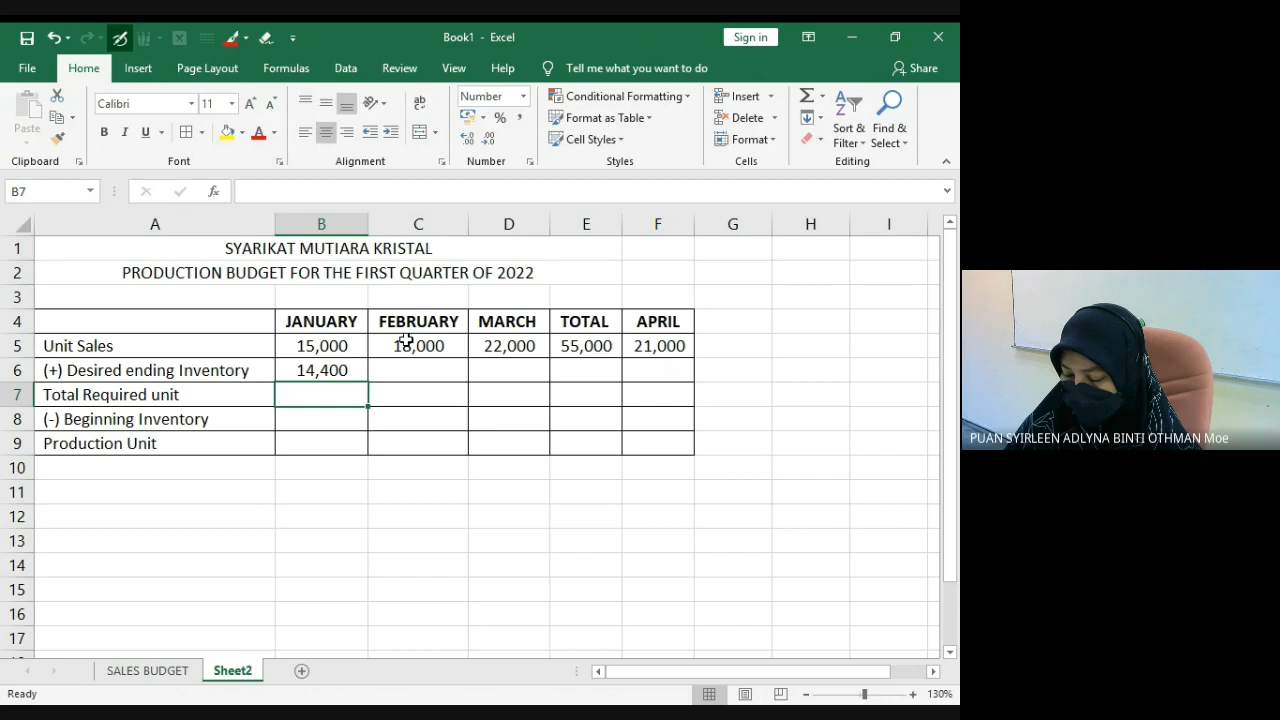 Book1 - Excel
Sign in
File Home Insert Page Layout Formulas Data Review View Help Tell me what you want to do Share
Paste
Calibri 11
B I U
ab
Number
%
Conditional Formatting
Format as Table
Cell Styles
Insert
Delete
Format
Sort & Filter
Find & Select
Clipboard Font Alignment Number Styles Cells Editing
B7 fx
A B C D E F G H I
1 SYARIKAT MUTIARA KRISTAL
2 PRODUCTION BUDGET FOR THE FIRST QUARTER OF 2022
3
4 JANUARY FEBRUARY MARCH TOTAL APRIL
5 Unit Sales 15,000 18,000 22,000 55,000 21,000
6 (+) Desired ending Inventory 14,400
7 Total Required unit
8 (-) Beginning Inventory
9 Production Unit
10
11
12
13
14
15
16
17
PUAN SYIRLEEN ADLYNA BINTI OTHMAN Moe
SALES BUDGET Sheet2
Ready 130%